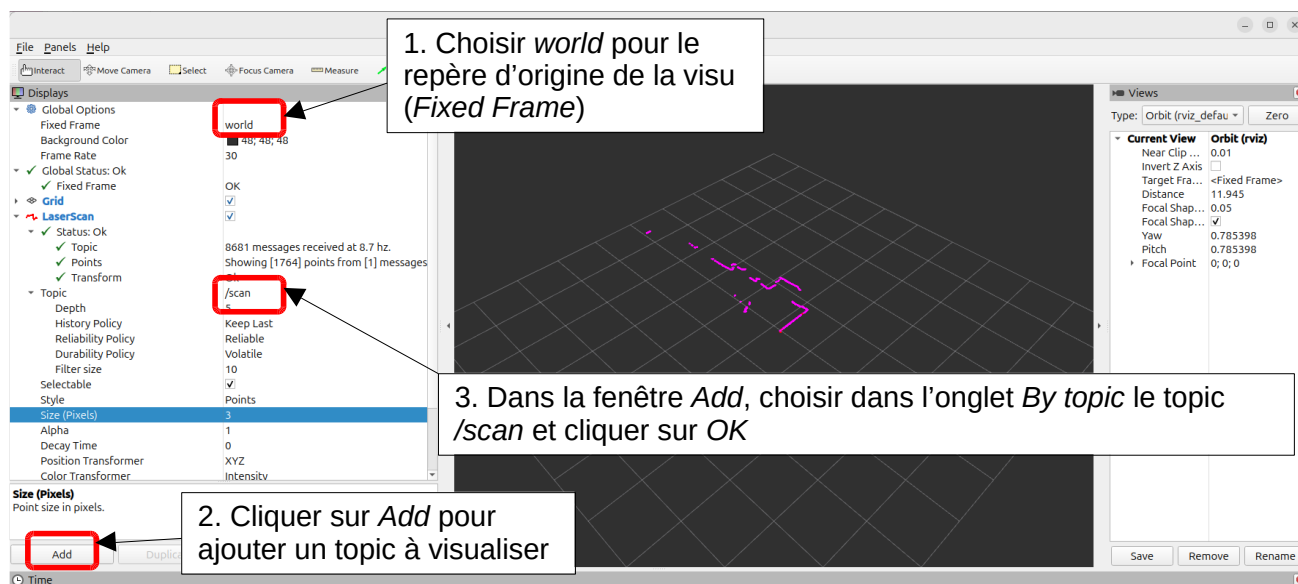 File Panels Help
Interact Move Camera Select Focus Camera Measure
1. Choisir world pour le
repère d'origine de la visu
(Fixed Frame)
Displays
Global Options
Fixed Frame world
Background Color 48; 48; 48
Frame Rate 30
Global Status: Ok
Fixed Frame OK
Grid
LaserScan
Status: Ok
Topic 8681 messages received at 8.7 hz.
Points Showing [1764] points from [1] messages
Transform
Topic /scan
Depth 5
History Policy Keep Last
Reliability Policy Reliable
Durability Policy Volatile
Filter size 10
Selectable
Style Points
Size (Pixels) 3
Alpha 1
Decay Time 0
Position Transformer XYZ
Color Transformer Intensity
Size (Pixels)
Point size in pixels.
Add
2. Cliquer sur Add pour
ajouter un topic à visualiser
3. Dans la fenêtre Add, choisir dans l'onglet By topic le topic
/scan et cliquer sur OK
Views
Type: Orbit (rviz_defau Zero
Current View Orbit (rviz)
Near Clip ... 0.01
Invert Z Axis
Target Fra... <Fixed Frame>
Distance 11.945
Focal Shap... 0.05
Focal Shap...
Yaw 0.785398
Pitch 0.785398
Focal Point 0; 0; 0
Save Remove Rename
Time